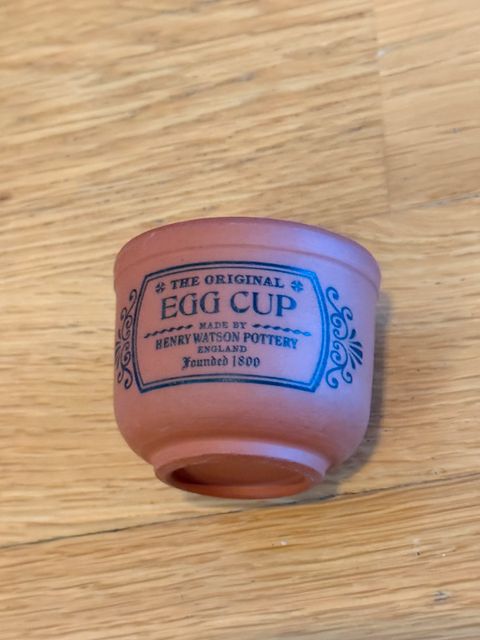 THE ORIGINAL
EGG CUP
MADE BY
HENRY WATSON POTTERY
ENGLAND
Founded 1800